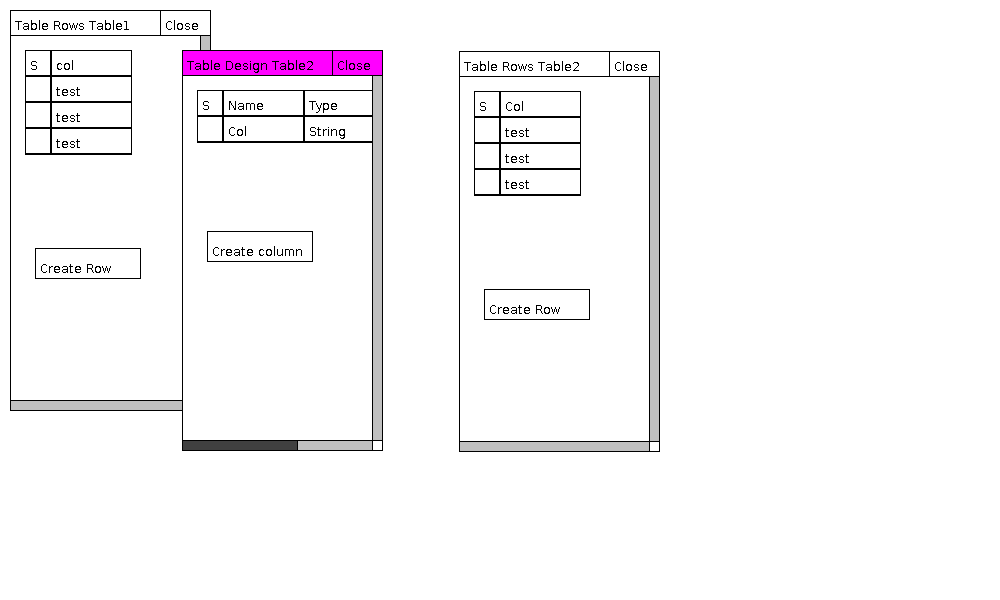 Table Rows Table1 Close
S col
test
test
test
Create Row
Table Design Table2 Close
S Name Type
Col String
Create column
Table Rows Table2 Close
S Col
test
test
test
Create Row